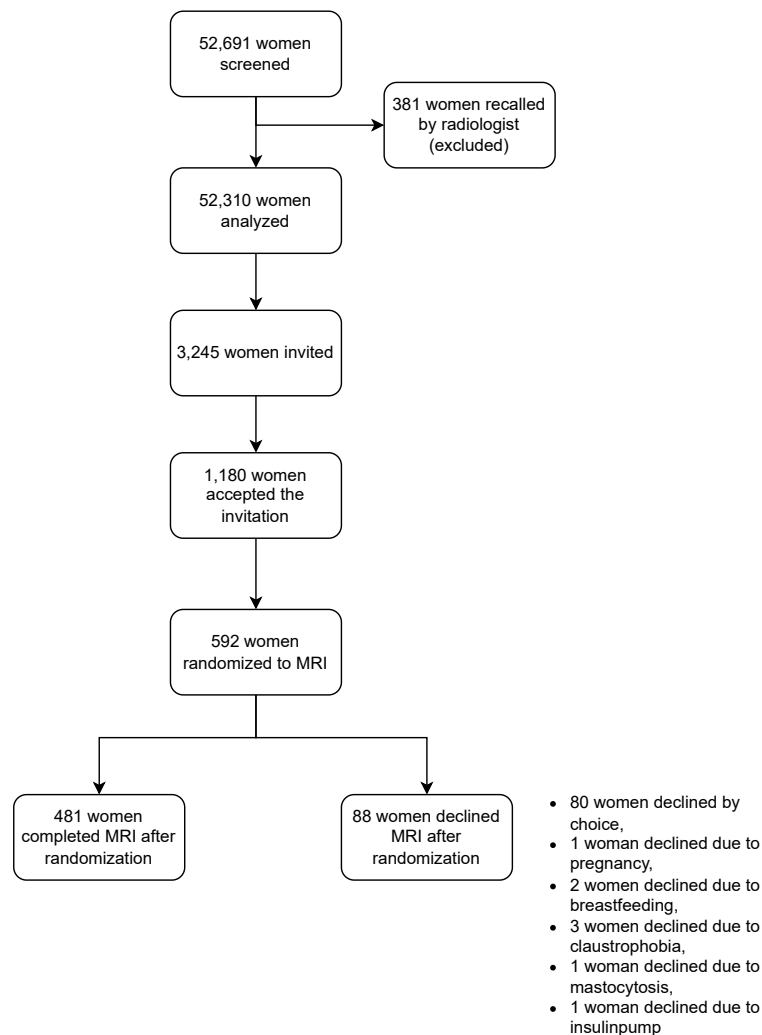 52,691 women
screened
381 women recalled
by radiologist
(excluded)
52,310 women
analyzed
3,245 women invited
1,180 women
accepted the
invitation
592 women
randomized to MRI
481 women
completed MRI after
randomization
88 women declined
MRI after
randomization
• 80 women declined by
choice,
• 1 woman declined due to
pregnancy,
• 2 women declined due to
breastfeeding,
• 3 women declined due to
claustrophobia,
• 1 woman declined due to
mastocytosis,
• 1 woman declined due to
insulinpump